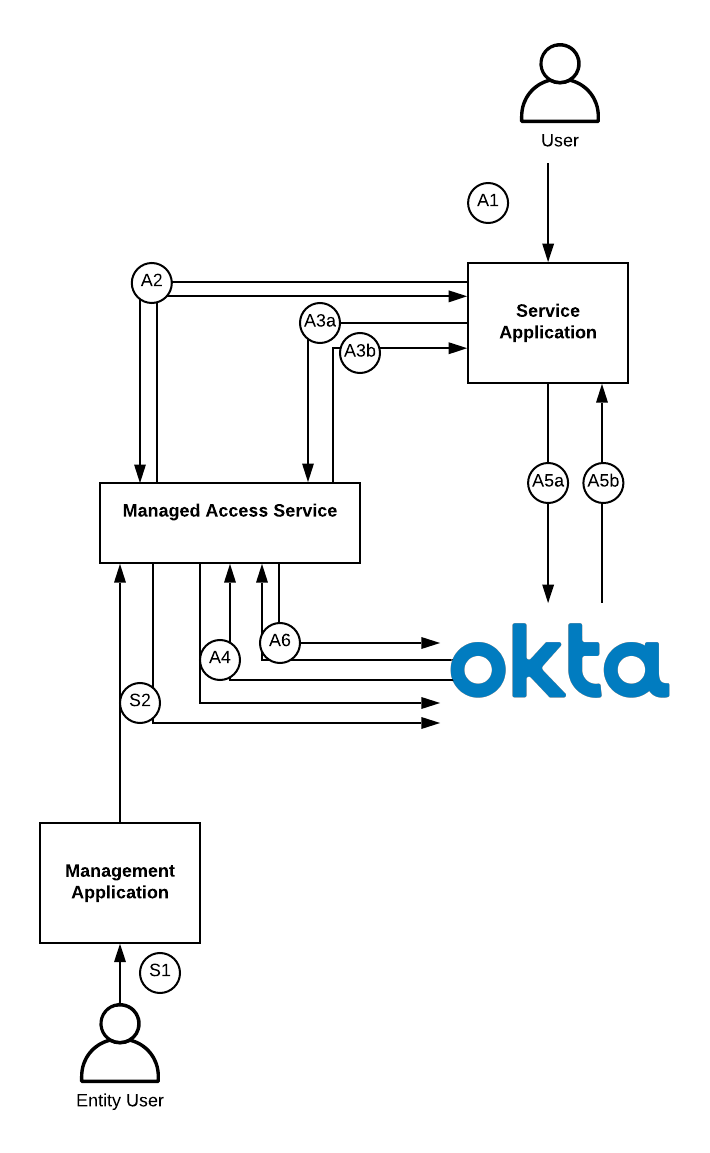 User
A1
A2
Service
Application
A3a
A3b
A5a
A5b
Managed Access Service
A6
A4
okta
S2
Management
Application
S1
Entity User